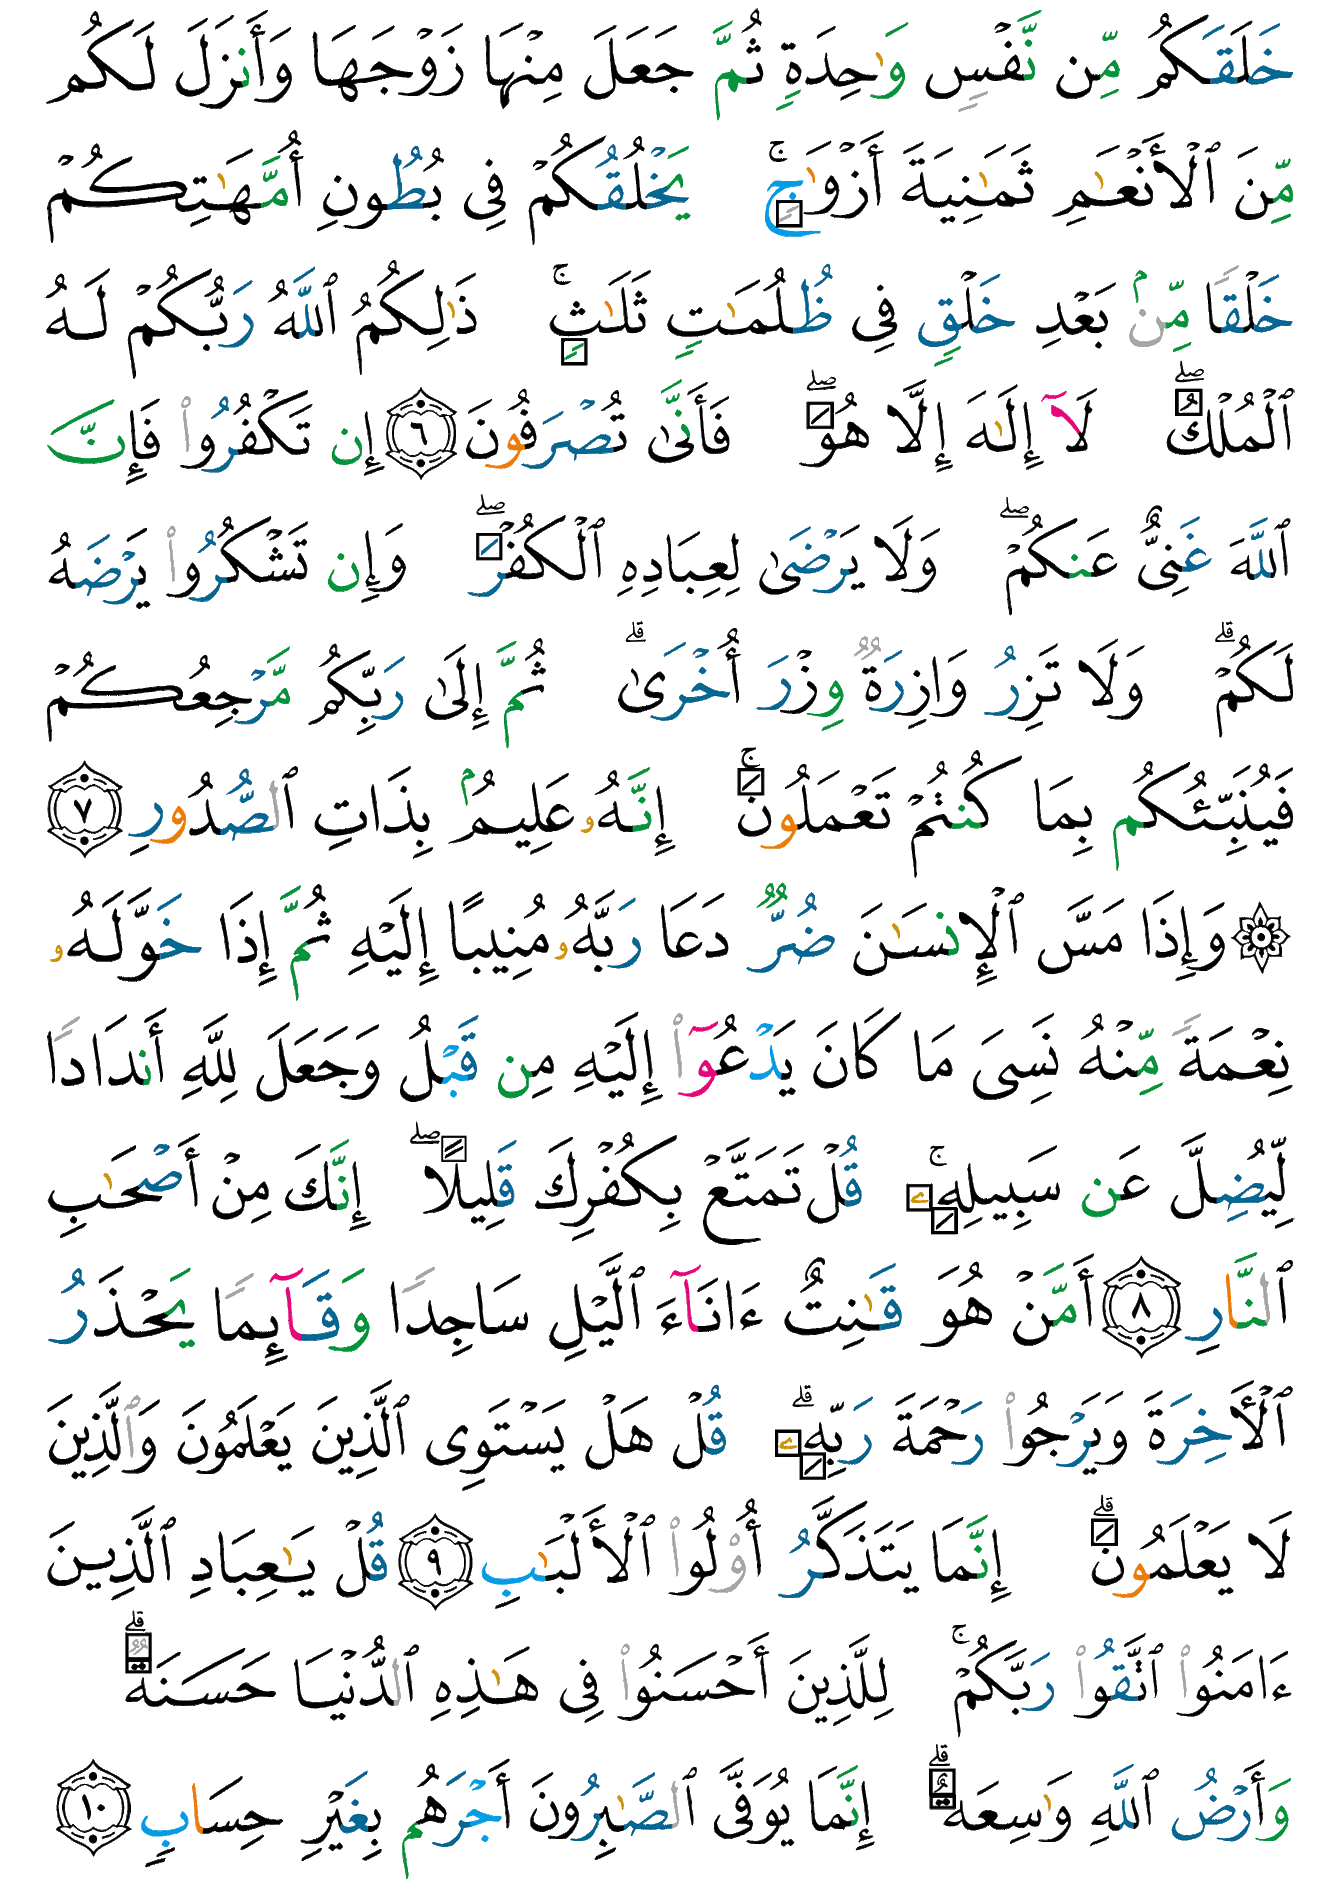 خَلَقَكُم مِّن نَّفْسٍ وَٰحِدَةٍ ثُمَّ جَعَلَ مِنْهَا زَوْجَهَا وَأَنزَلَ لَكُم
مِّنَ ٱلْأَنْعَـٰمِ ثَمَـٰنِيَةَ أَزْوَٰجٍ ۚ يَخْلُقُكُمْ فِى بُطُونِ أُمَّهَـٰتِكُمْ
خَلْقًا مِّنۢ بَعْدِ خَلْقٍ فِى ظُلُمَـٰتٍ ثَلَـٰثٍ ۚ ذَٰلِكُمُ ٱللَّهُ رَبُّكُمْ لَهُ
ٱلْمُلْكُ ۖ لَآ إِلَـٰهَ إِلَّا هُوَ ۖ فَأَنَّىٰ تُصْرَفُونَ ٦ إِن تَكْفُرُوا۟ فَإِنَّ
ٱللَّهَ غَنِىٌّ عَنكُمْ ۖ وَلَا يَرْضَىٰ لِعِبَادِهِ ٱلْكُفْرَ ۖ وَإِن تَشْكُرُوا۟ يَرْضَهُ
لَكُمْ ۗ وَلَا تَزِرُ وَازِرَةٌ وِزْرَ أُخْرَىٰ ۗ ثُمَّ إِلَىٰ رَبِّكُم مَّرْجِعُكُمْ
فَيُنَبِّئُكُم بِمَا كُنتُمْ تَعْمَلُونَ ۚ إِنَّهُۥ عَلِيمُۢ بِذَاتِ ٱلصُّدُورِ ٧
۞ وَإِذَا مَسَّ ٱلْإِنسَـٰنَ ضُرٌّ دَعَا رَبَّهُۥ مُنِيبًا إِلَيْهِ ثُمَّ إِذَا خَوَّلَهُۥ
نِعْمَةً مِّنْهُ نَسِىَ مَا كَانَ يَدْعُوٓا۟ إِلَيْهِ مِن قَبْلُ وَجَعَلَ لِلَّهِ أَندَادًا
لِّيُضِلَّ عَن سَبِيلِهِۦ ۚ قُلْ تَمَتَّعْ بِكُفْرِكَ قَلِيلًا ۖ إِنَّكَ مِنْ أَصْحَـٰبِ
ٱلنَّارِ ٨ أَمَّنْ هُوَ قَـٰنِتٌ ءَانَآءَ ٱلَّيْلِ سَاجِدًا وَقَآئِمًا يَحْذَرُ
ٱلْأَخِرَةَ وَيَرْجُوا۟ رَحْمَةَ رَبِّهِۦ ۗ قُلْ هَلْ يَسْتَوِى ٱلَّذِينَ يَعْلَمُونَ وَٱلَّذِينَ
لَا يَعْلَمُونَ ۗ إِنَّمَا يَتَذَكَّرُ أُو۟لُوا۟ ٱلْأَلْبَـٰبِ ٩ قُلْ يَـٰعِبَادِ ٱلَّذِينَ
ءَامَنُوا۟ ٱتَّقُوا۟ رَبَّكُمْ ۚ لِلَّذِينَ أَحْسَنُوا۟ فِى هَـٰذِهِ ٱلدُّنْيَا حَسَنَةٌ ۗ
وَأَرْضُ ٱللَّهِ وَٰسِعَةٌ ۗ إِنَّمَا يُوَفَّى ٱلصَّـٰبِرُونَ أَجْرَهُم بِغَيْرِ حِسَابٍ ١٠